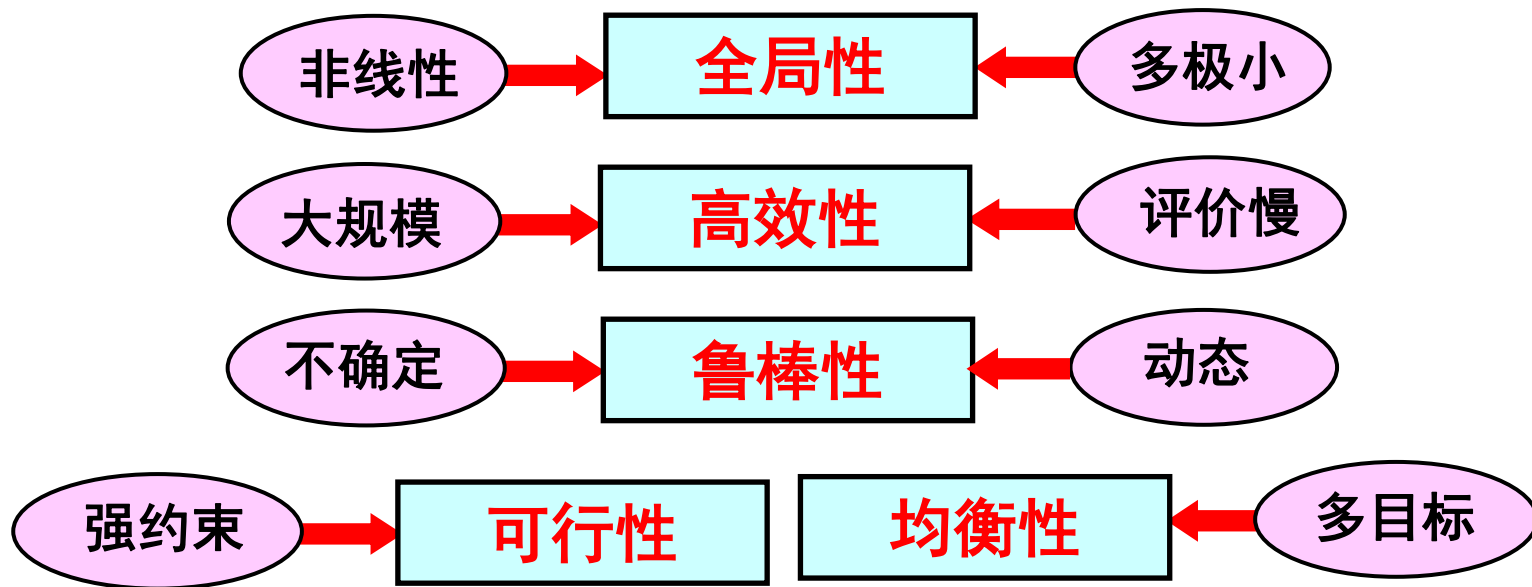 非线性 全局性 多极小
大规模 高效性 评价慢
不确定 鲁棒性 动态
强约束 可行性 均衡性 多目标